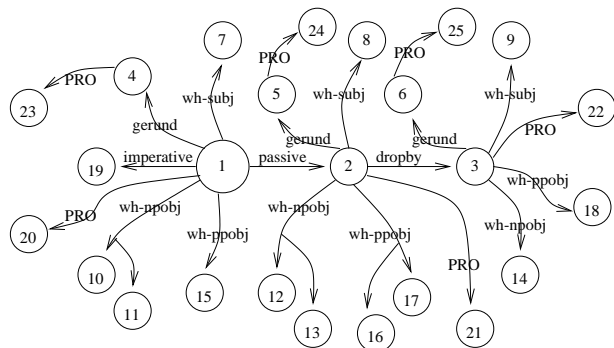 7
24
8
25
9
PRO
PRO
4
PRO
23
wh-subj
5
wh-subj
6
wh-subj
22
gerund
gerund
gerund
PRO
19
imperative
1
passive
2
dropby
3
wh-ppobj
18
PRO
20
wh-npobj
wh-ppobj
wh-npobj
wh-ppobj
wh-npobj
PRO
10
15
12
17
14
11
13
16
21